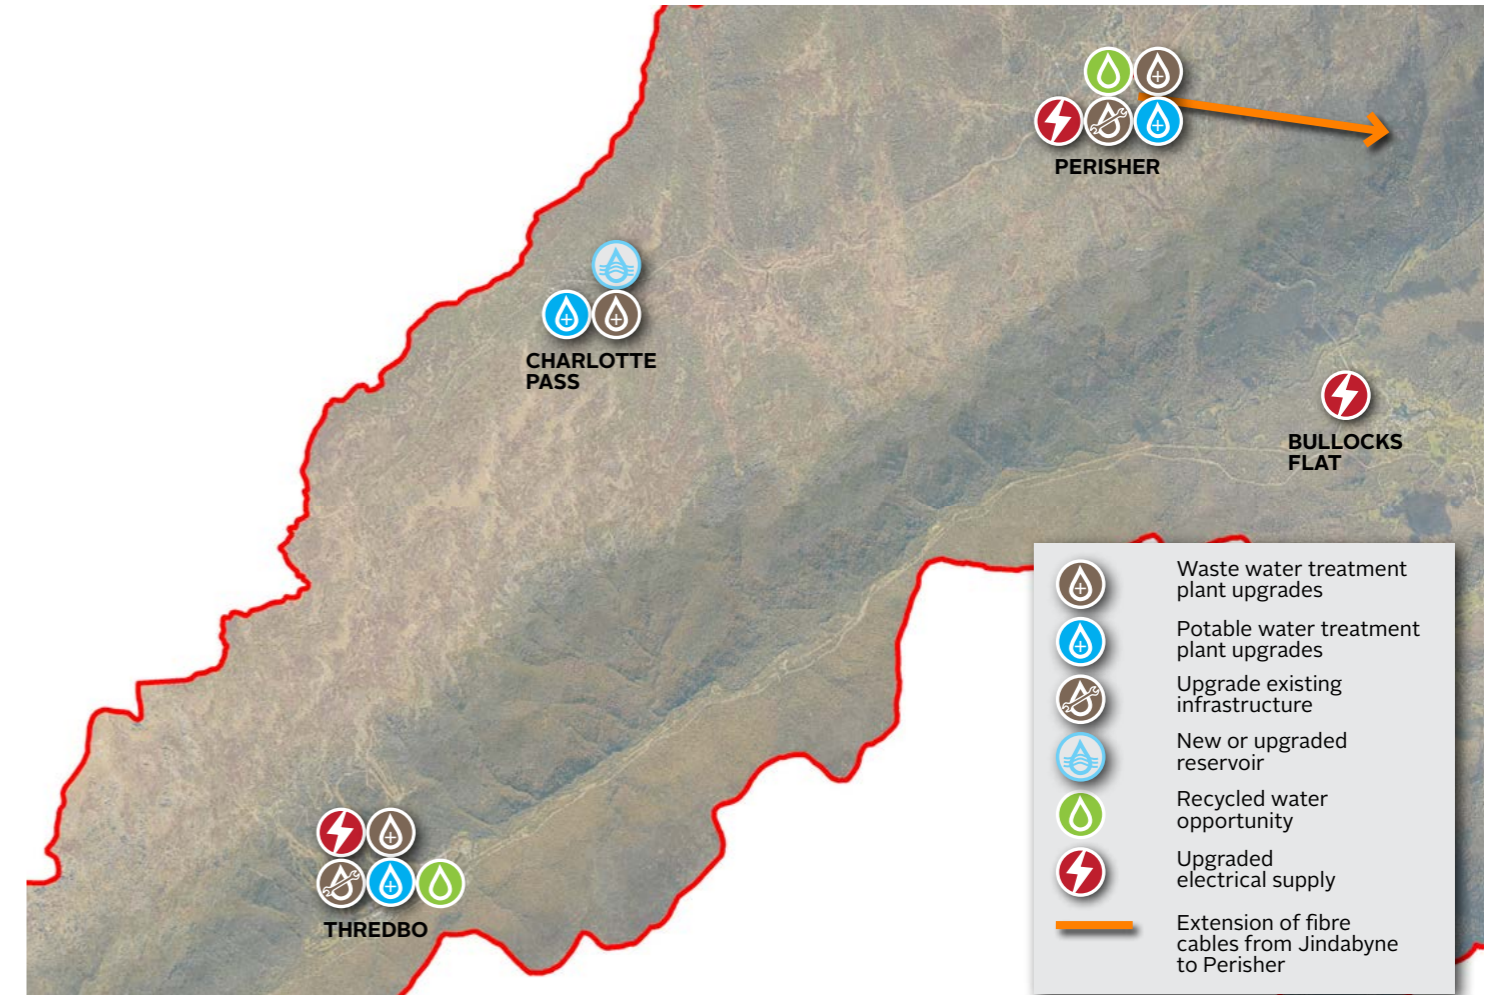 PERISHER
CHARLOTTE
PASS
BULLOCKS
FLAT
THREDBO
Waste water treatment
plant upgrades
Potable water treatment
plant upgrades
Upgrade existing
infrastructure
New or upgraded
reservoir
Recycled water
opportunity
Upgraded
electrical supply
Extension of fibre
cables from Jindabyne
to Perisher